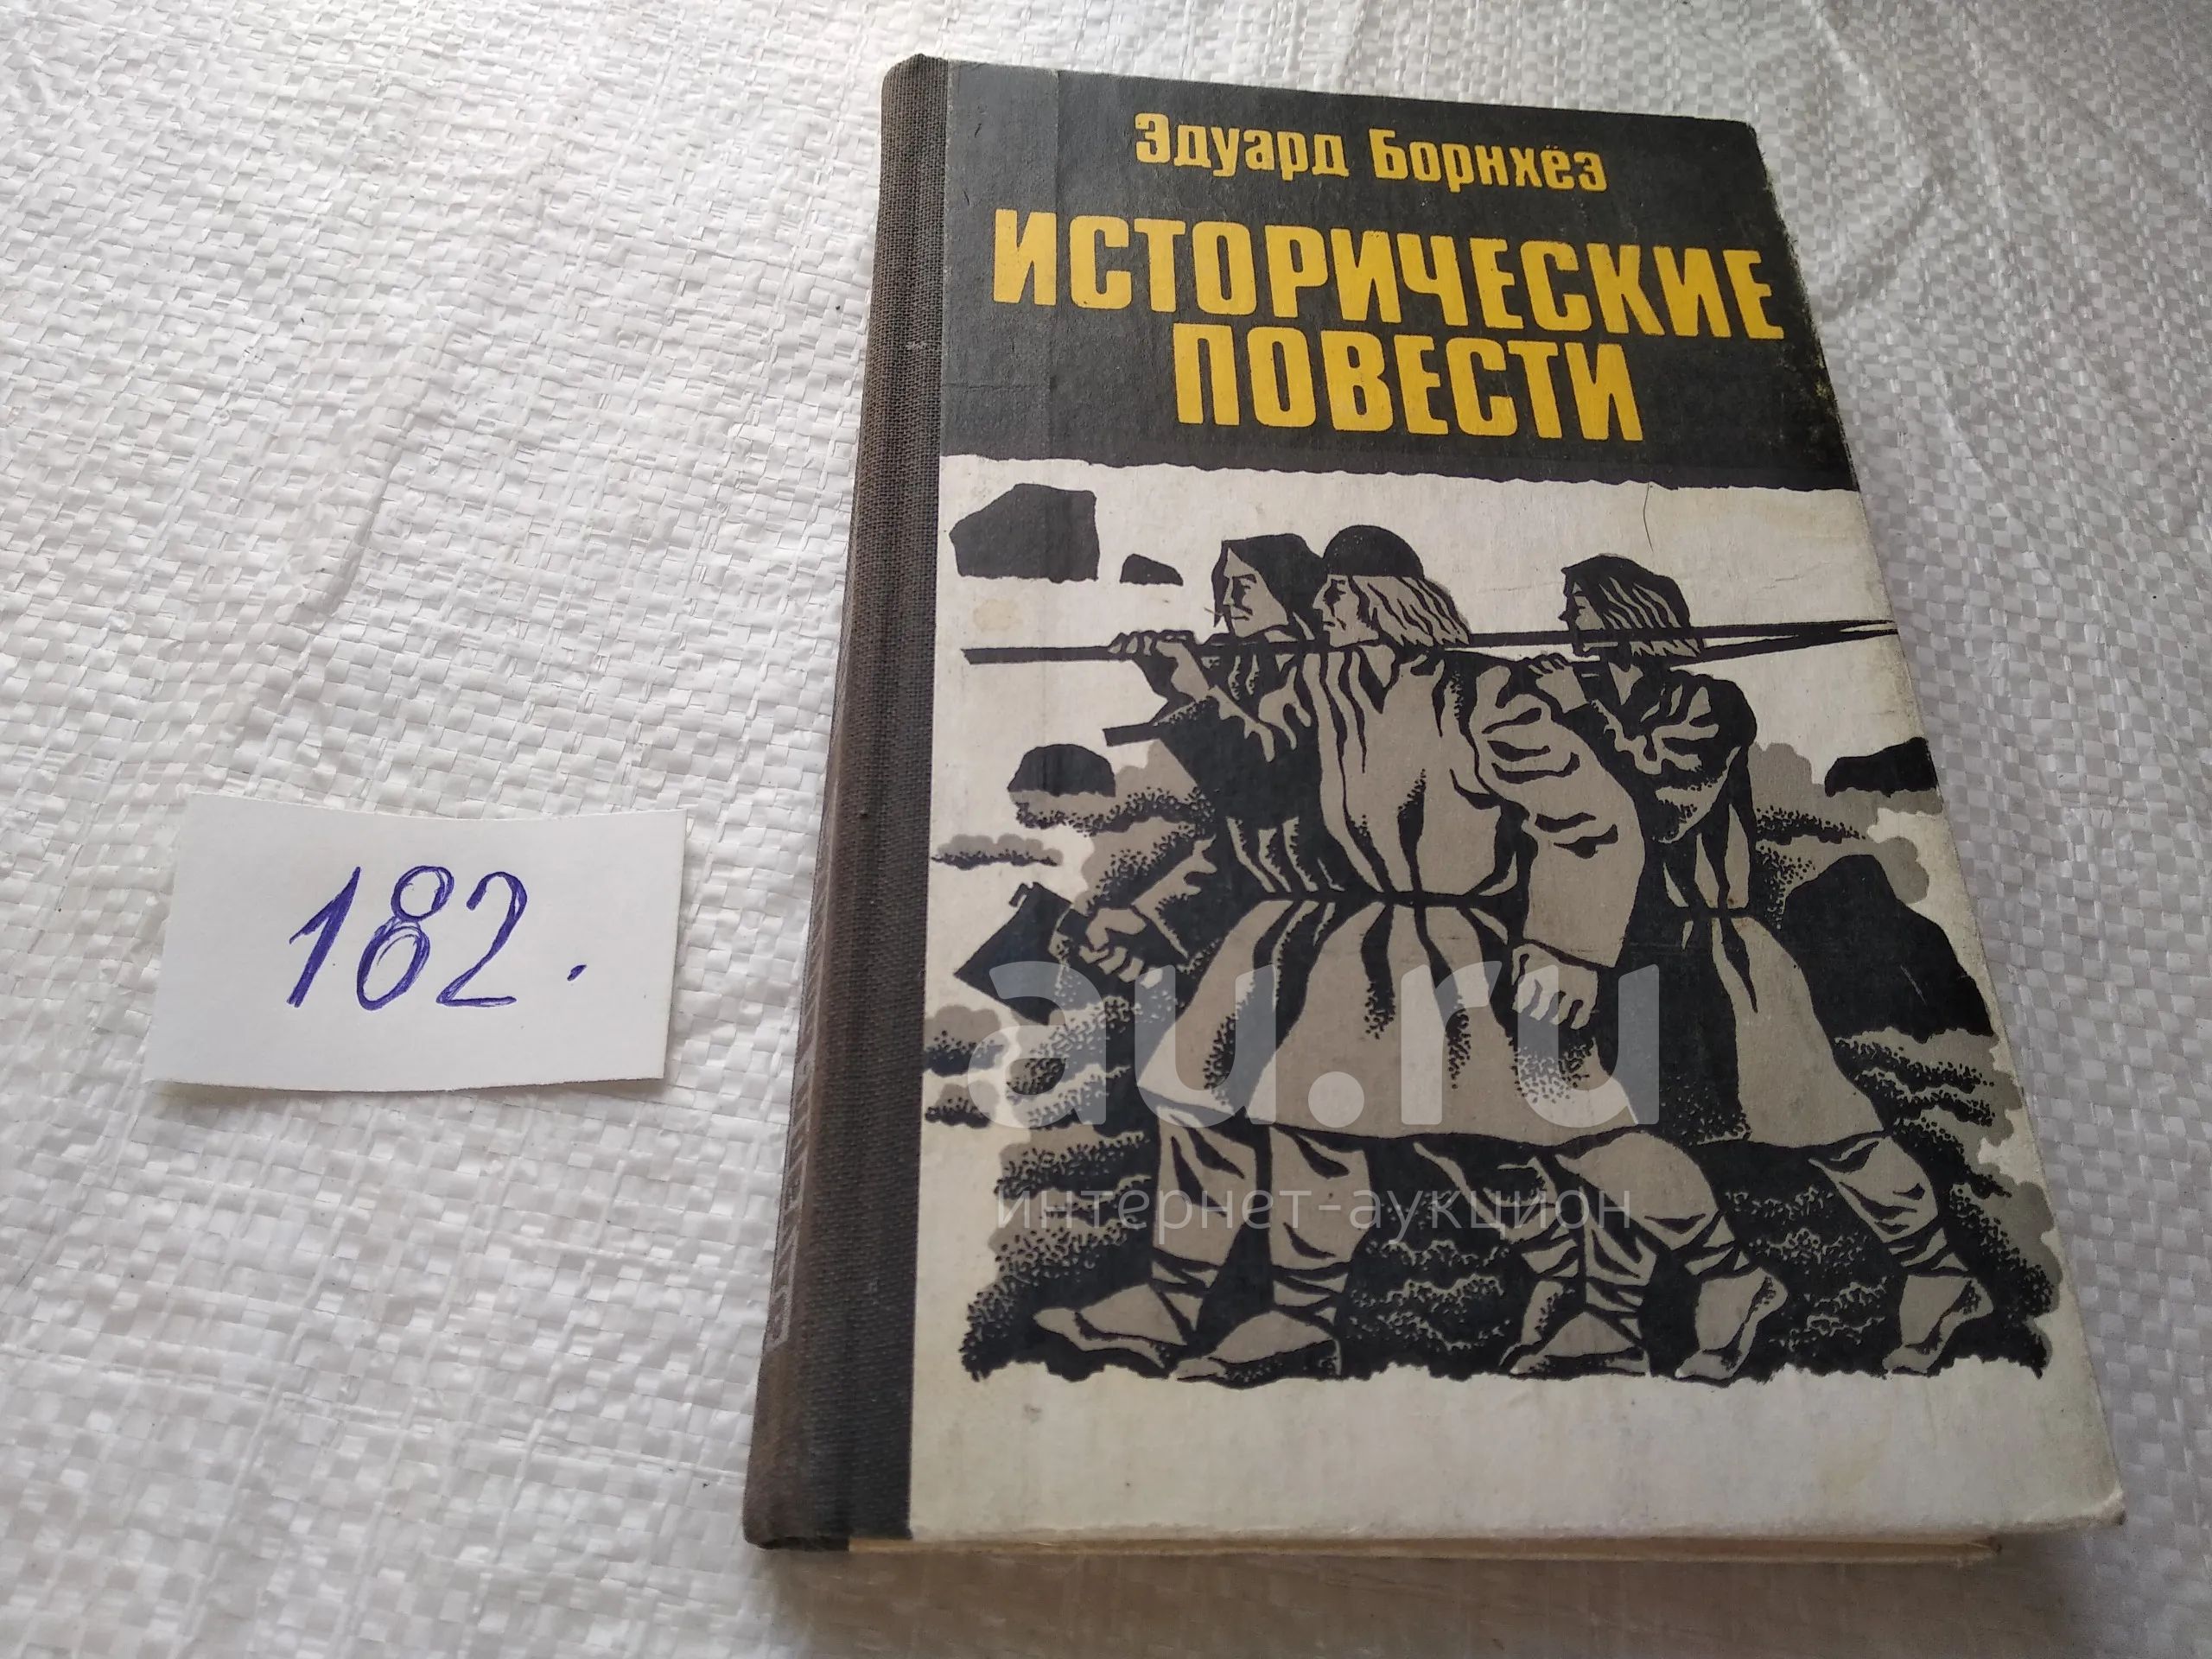 Эдуард Борнхёэ
ИСТОРИЧЕСКИЕ
ПОВЕСТИ
182.
au.ru
интернет-аукцион